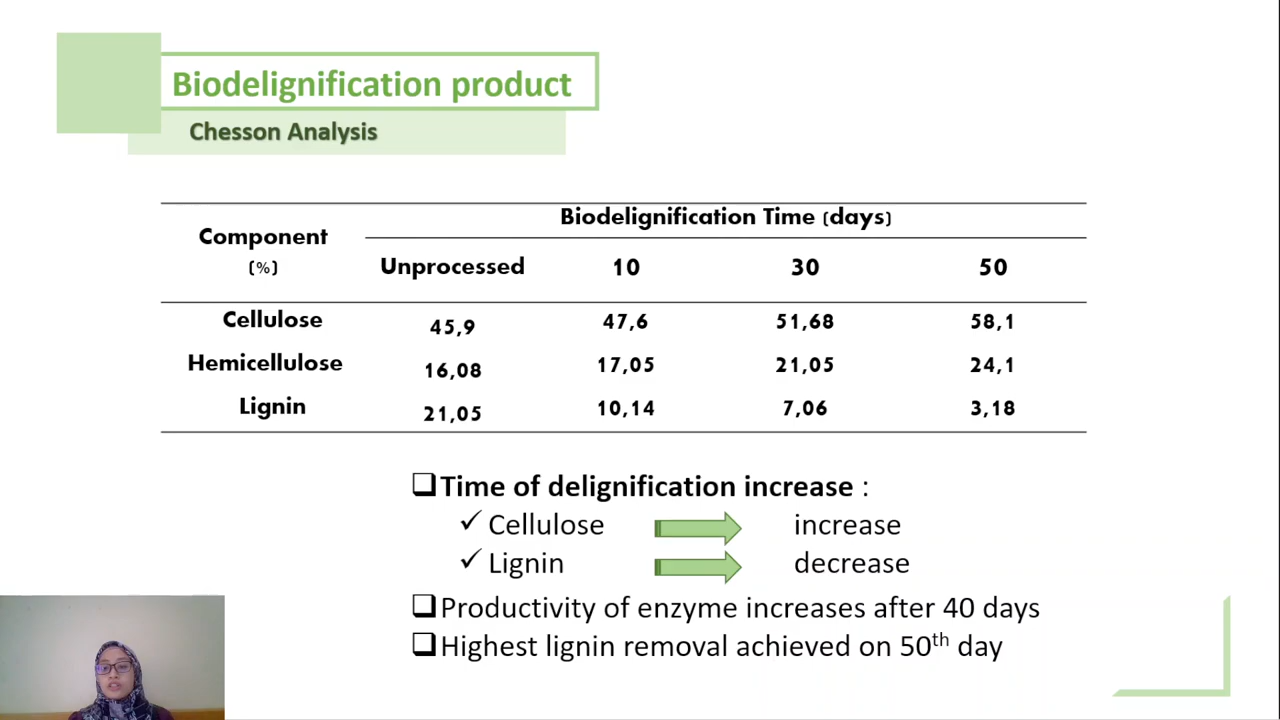 Biodelignification product
Chesson Analysis
Component (%) Biodelignification Time (days)
Unprocessed 10 30 50
Cellulose 45,9 47,6 51,68 58,1
Hemicellulose 16,08 17,05 21,05 24,1
Lignin 21,05 10,14 7,06 3,18
❑Time of delignification increase :
✓ Cellulose increase
✓ Lignin decrease
❑Productivity of enzyme increases after 40 days
❑Highest lignin removal achieved on 50th day